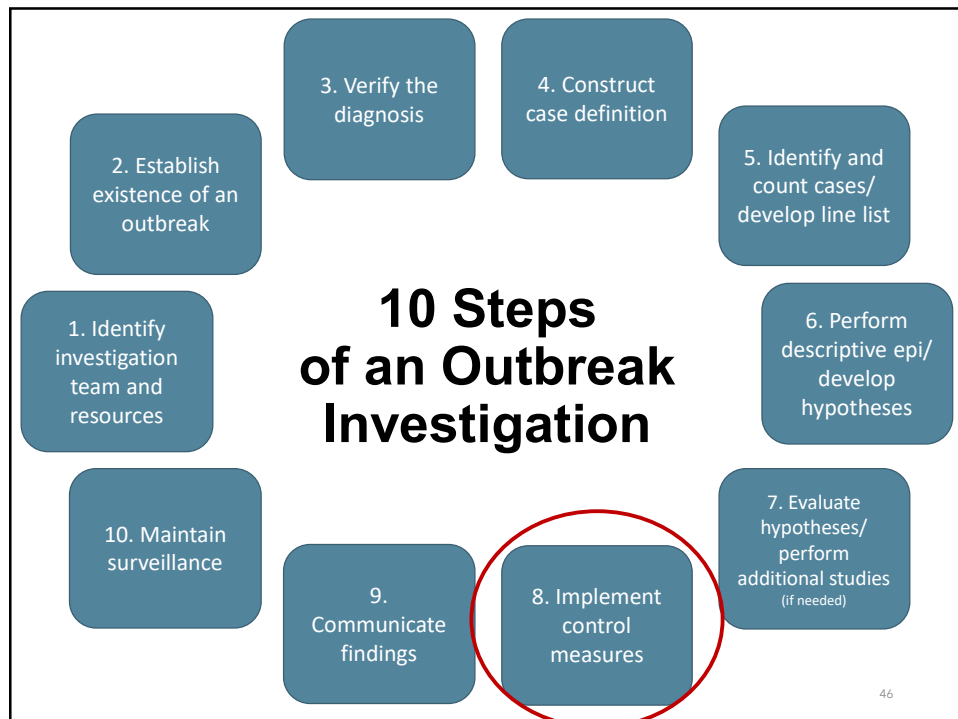 10 Steps
of an Outbreak
Investigation
1. Identify
investigation
team and
resources
2. Establish
existence of an
outbreak
3. Verify the
diagnosis
4. Construct
case definition
5. Identify and
count cases/
develop line list
6. Perform
descriptive epi/
develop
hypotheses
7. Evaluate
hypotheses/
perform
additional studies
(if needed)
8. Implement
control
measures
9.
Communicate
findings
10. Maintain
surveillance
46